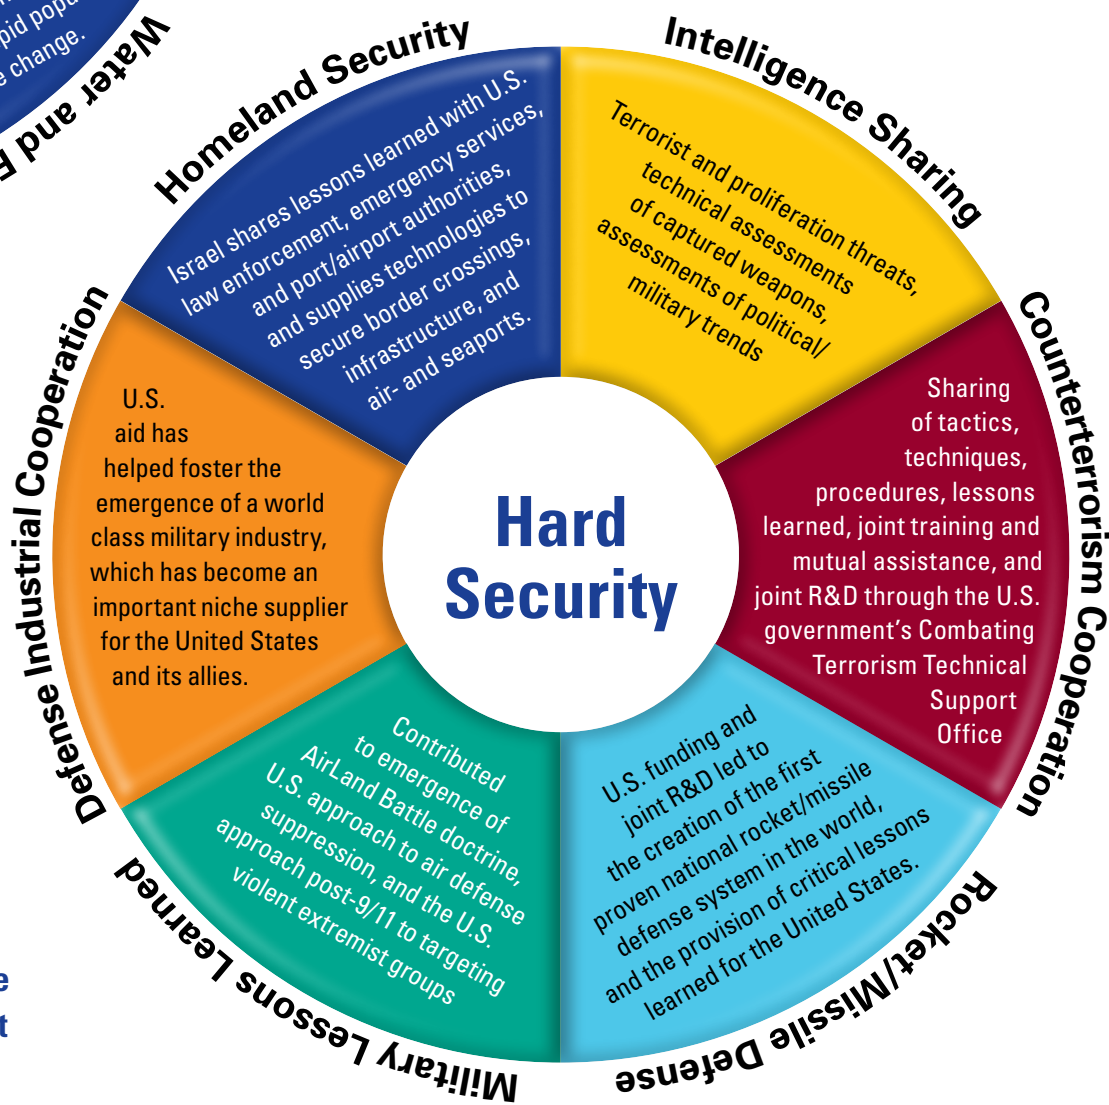 pid popu
e change.
Water and
Hard
Security
Homeland Security
Israel shares lessons learned with U.S.
law enforcement, emergency services,
and port/airport authorities,
and supplies technologies to
secure border crossings,
infrastructure, and
air- and seaports.
Intelligence Sharing
Terrorist and proliferation threats,
technical assessments
of captured weapons,
assessments of political/
military trends
Counterterrorism Cooperation
Sharing
of tactics,
techniques,
procedures, lessons
learned, joint training and
mutual assistance, and
joint R&D through the U.S.
government’s Combating
Terrorism Technical
Support
Office
Rocket/Missile Defense
U.S. funding and
joint R&D led to
the creation of the first
proven national rocket/missile
defense system in the world,
and the provision of critical lessons
learned for the United States.
Military Lessons Learned
Contributed
to emergence of
AirLand Battle doctrine,
U.S. approach to air defense
suppression, and the U.S.
approach post-9/11 to targeting
violent extremist groups
Defense Industrial Cooperation
U.S.
aid has
helped foster the
emergence of a world
class military industry,
which has become an
important niche supplier
for the United States
and its allies.
e
t